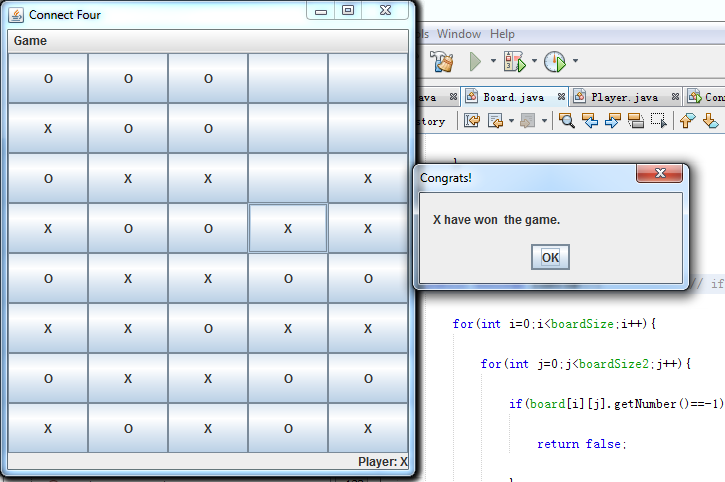 Connect Four
Game
O O O
X O O
O X X X
X O O X X
O X X O O
X X O X X
O X X O O
X O X O X
Player: X
ls Window Help
ava Board.java Player.java Con
story
}
Congrats!
X have won the game.
OK
// if
for(int i=0;i<boardSize;i++){
for(int j=0;j<boardSize2;j++){
if(board[i][j].getNumber()==-1)
return false;